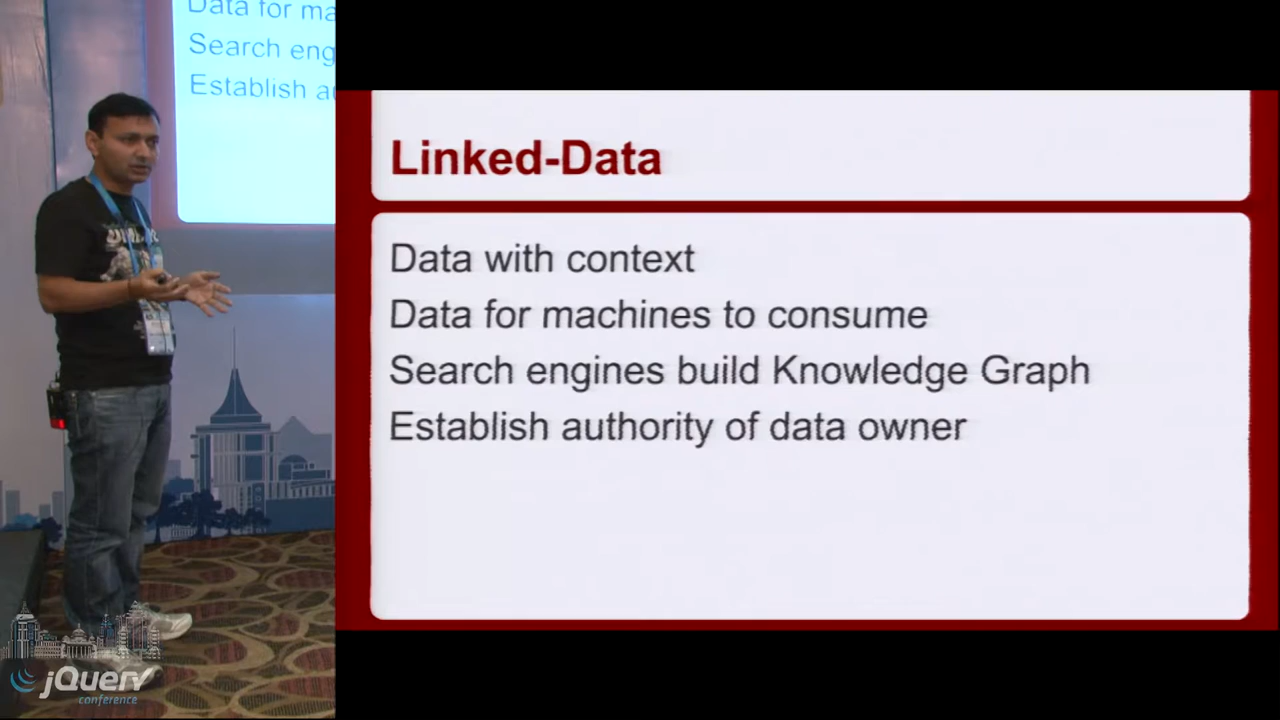 Data for ma
Search eng
Establish au
Linked-Data
Data with context
Data for machines to consume
Search engines build Knowledge Graph
Establish authority of data owner
jQuery
conference